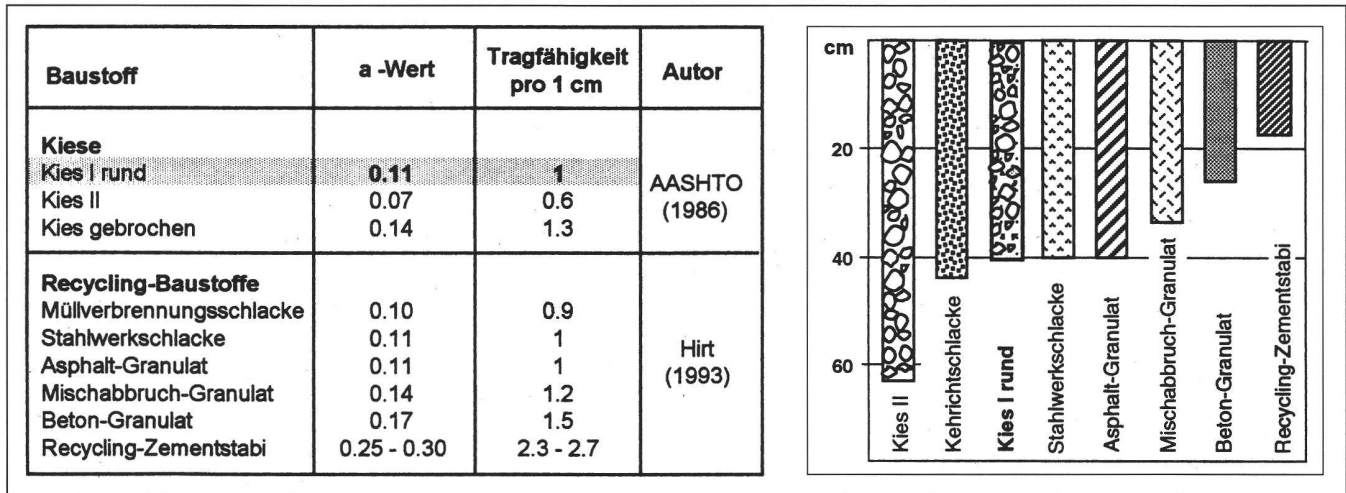 Baustoff a -Wert Tragfähigkeit pro 1 cm Autor
Kiese
Kies I rund 0.11 1
Kies II 0.07 0.6
Kies gebrochen 0.14 1.3
AASHTO
(1986)
Recycling-Baustoffe
Müllverbrennungsschlacke 0.10 0.9
Stahlwerkschlacke 0.11 1
Asphalt-Granulat 0.11 1
Mischabbruch-Granulat 0.14 1.2
Beton-Granulat 0.17 1.5
Recycling-Zementstabi 0.25 - 0.30 2.3 - 2.7
Hirt
(1993)
cm
20
40
60
Kies II
Kehrichtschlacke
Kies I rund
Stahlwerkschlacke
Asphalt-Granulat
Mischabbruch-Granulat
Beton-Granulat
Recycling-Zementstabi